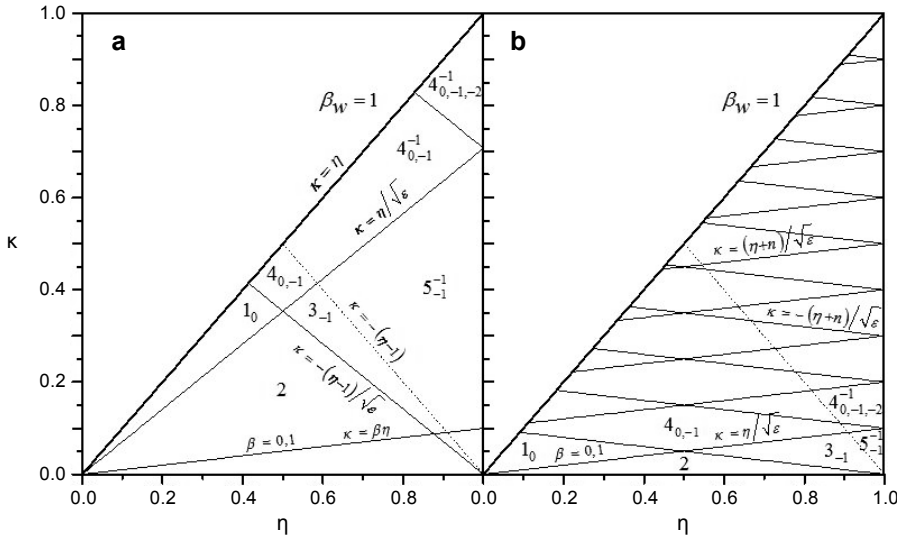 a
b
κ
1.0
0.8
0.6
0.4
0.2
0.0
0.0 0.2 0.4 0.6 0.8 0.0 0.2 0.4 0.6 0.8 1.0
η
η
β_w = 1
4^{-1}_{0,-1,-2}
4^{-1}_{0,-1}
κ = η
κ = η/√ε
4_{0,-1}
1_0
3_{-1}
5^{-1}_{-1}
κ = -(η-1)
κ = -(η-1)/√ε
2
β = 0,1
κ = βη
β_w = 1
κ = (η+n)/√ε
κ = -(η+n)/√ε
4^{-1}_{0,-1,-2}
4_{0,-1}
κ = η/√ε
1_0
β = 0,1
2
3_{-1}
5^{-1}_{-1}